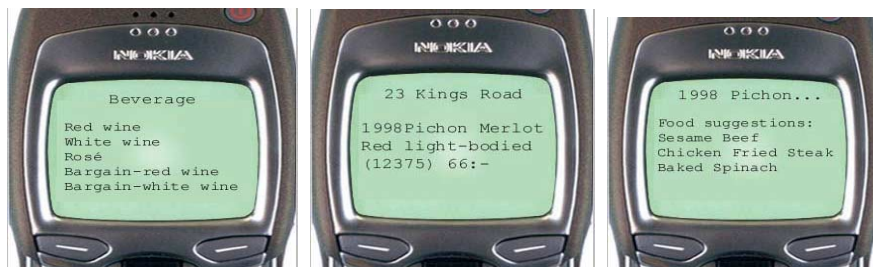 NOKIA
Beverage
Red wine
White wine
Rosé
Bargain-red wine
Bargain-white wine
NOKIA
23 Kings Road
1998Pichon Merlot
Red light-bodied
(12375) 66:-
NOKIA
1998 Pichon...
Food suggestions:
Sesame Beef
Chicken Fried Steak
Baked Spinach